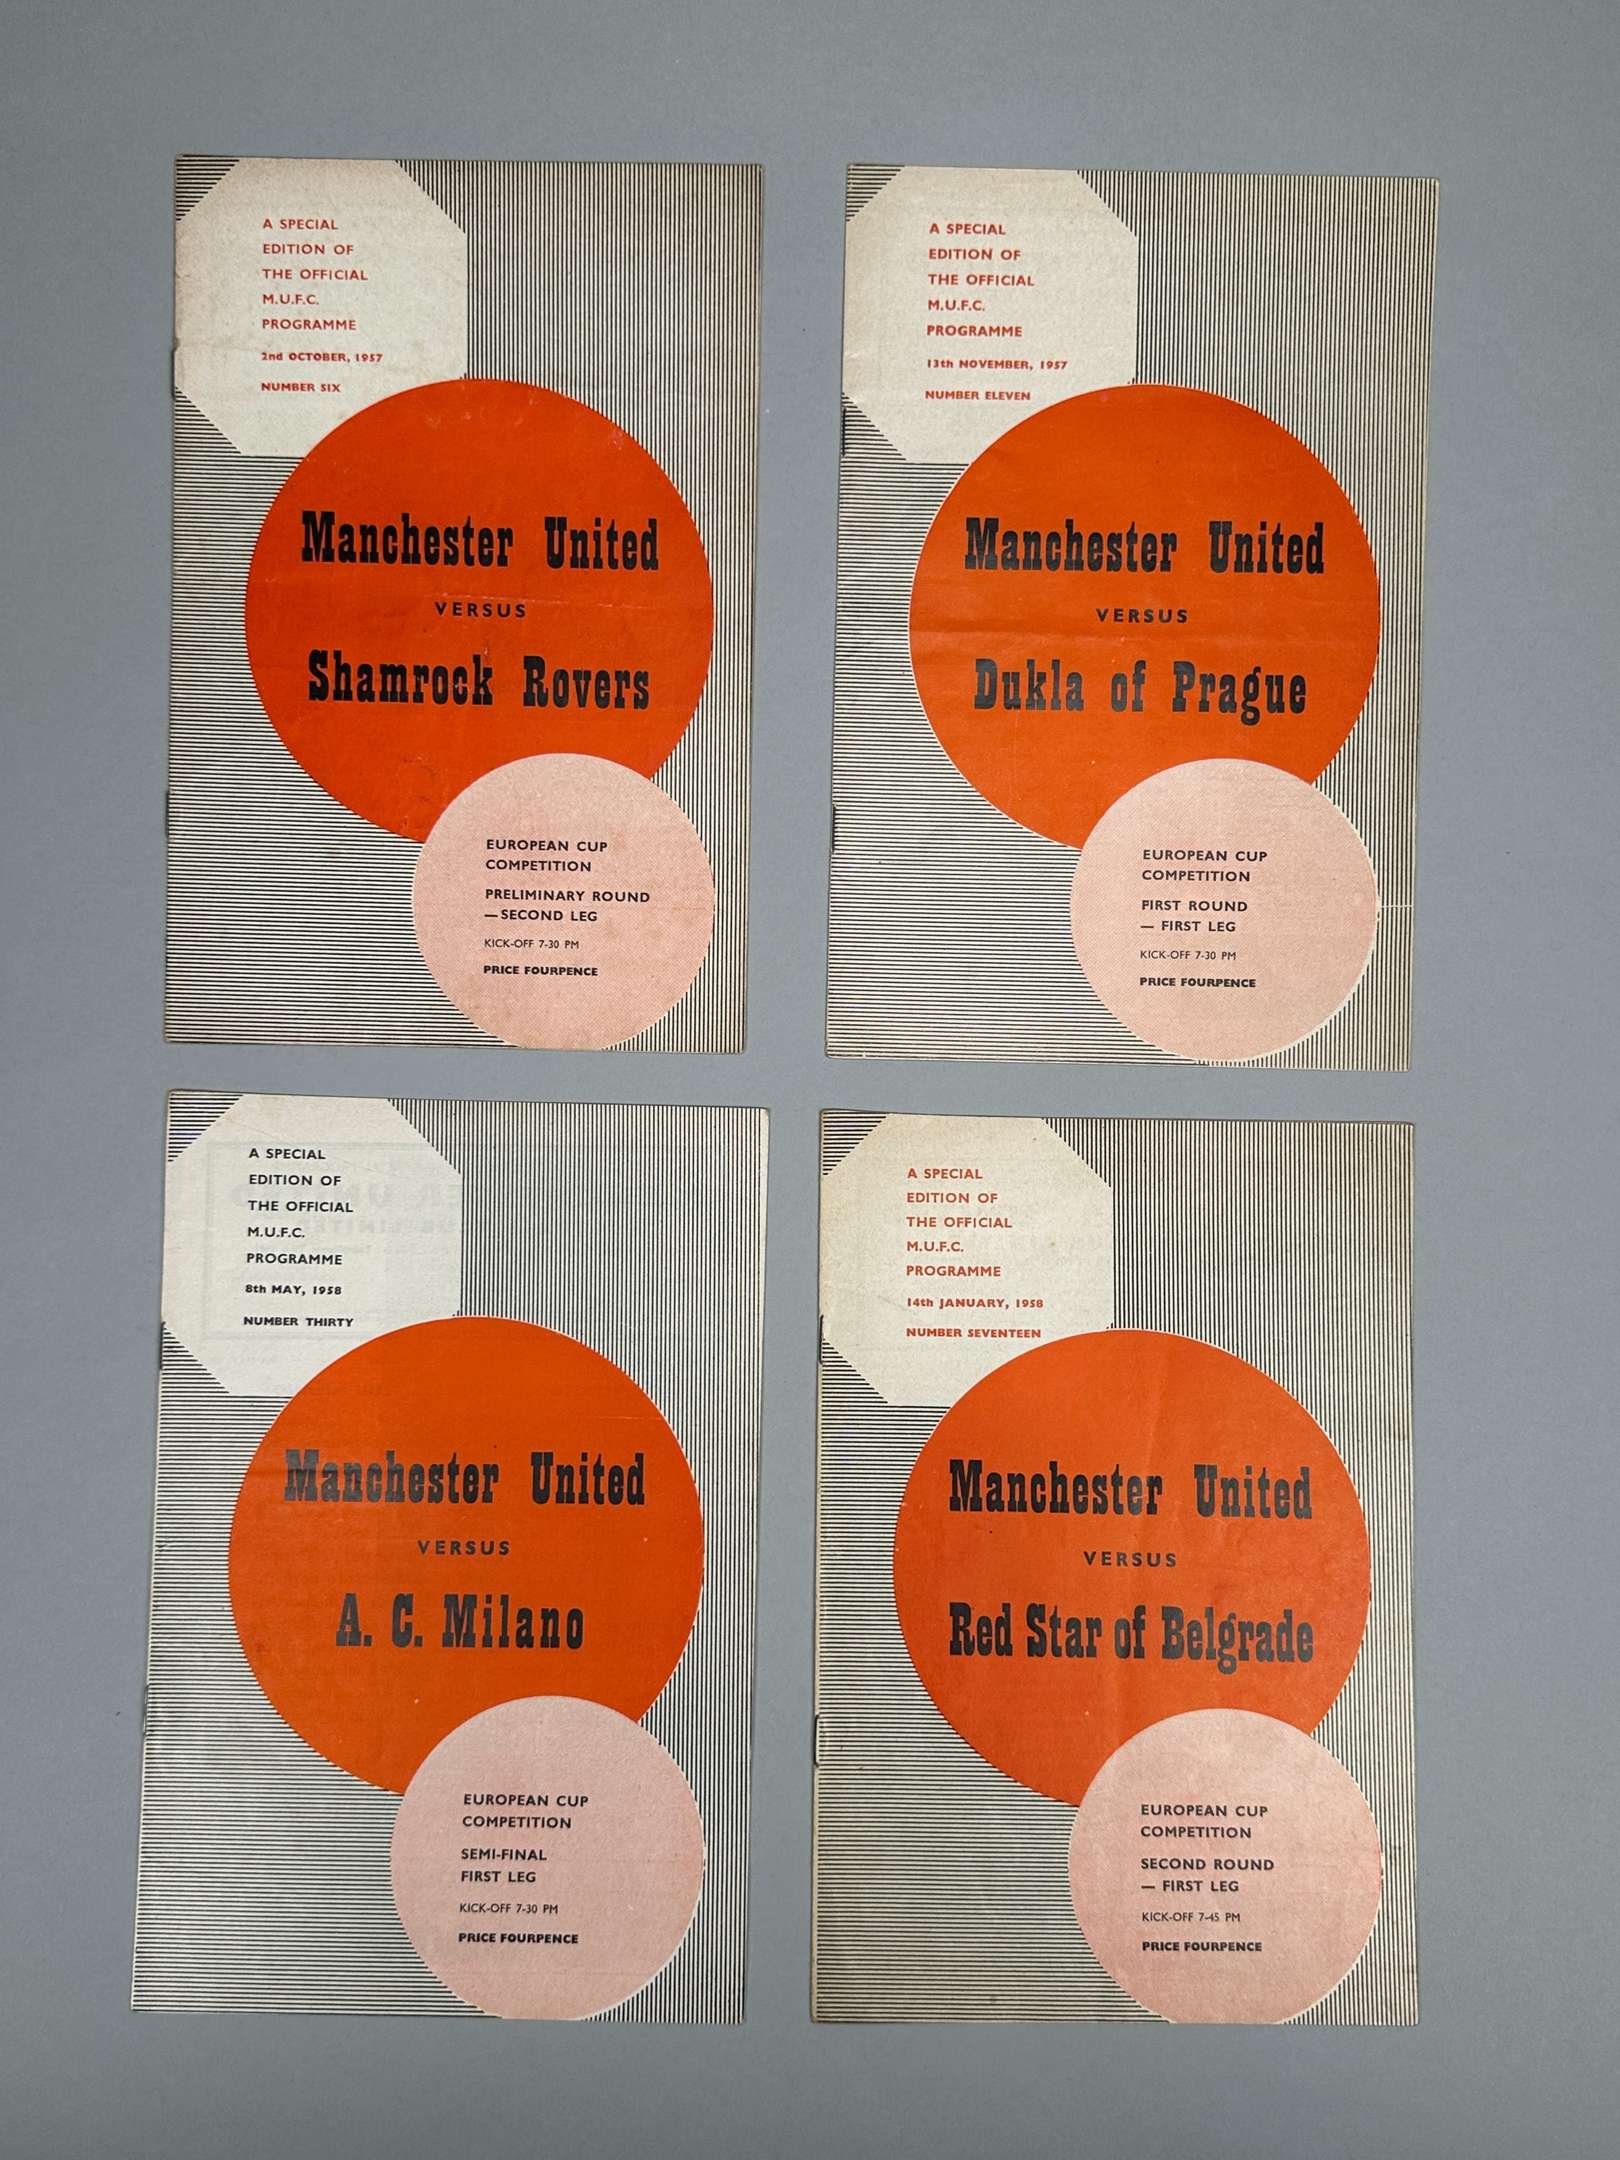 A SPECIAL
EDITION OF
THE OFFICIAL
M.U.F.C.
PROGRAMME
2nd OCTOBER, 1957
NUMBER SIX
Manchester United
VERSUS
Shamrock Rovers
EUROPEAN CUP
COMPETITION
PRELIMINARY ROUND
—SECOND LEG
KICK-OFF 7-30 PM
PRICE FOURPENCE
A SPECIAL
EDITION OF
THE OFFICIAL
M.U.F.C.
PROGRAMME
13th NOVEMBER, 1957
NUMBER ELEVEN
Manchester United
VERSUS
Dukla of Prague
EUROPEAN CUP
COMPETITION
FIRST ROUND
— FIRST LEG
KICK-OFF 7-30 PM
PRICE FOURPENCE
A SPECIAL
EDITION OF
THE OFFICIAL
M.U.F.C.
PROGRAMME
8th MAY, 1958
NUMBER THIRTY
Manchester United
VERSUS
A. C. Milano
EUROPEAN CUP
COMPETITION
SEMI-FINAL
FIRST LEG
KICK-OFF 7-30 PM
PRICE FOURPENCE
A SPECIAL
EDITION OF
THE OFFICIAL
M.U.F.C.
PROGRAMME
14th JANUARY, 1958
NUMBER SEVENTEEN
Manchester United
VERSUS
Red Star of Belgrade
EUROPEAN CUP
COMPETITION
SECOND ROUND
— FIRST LEG
KICK-OFF 7-45 PM
PRICE FOURPENCE